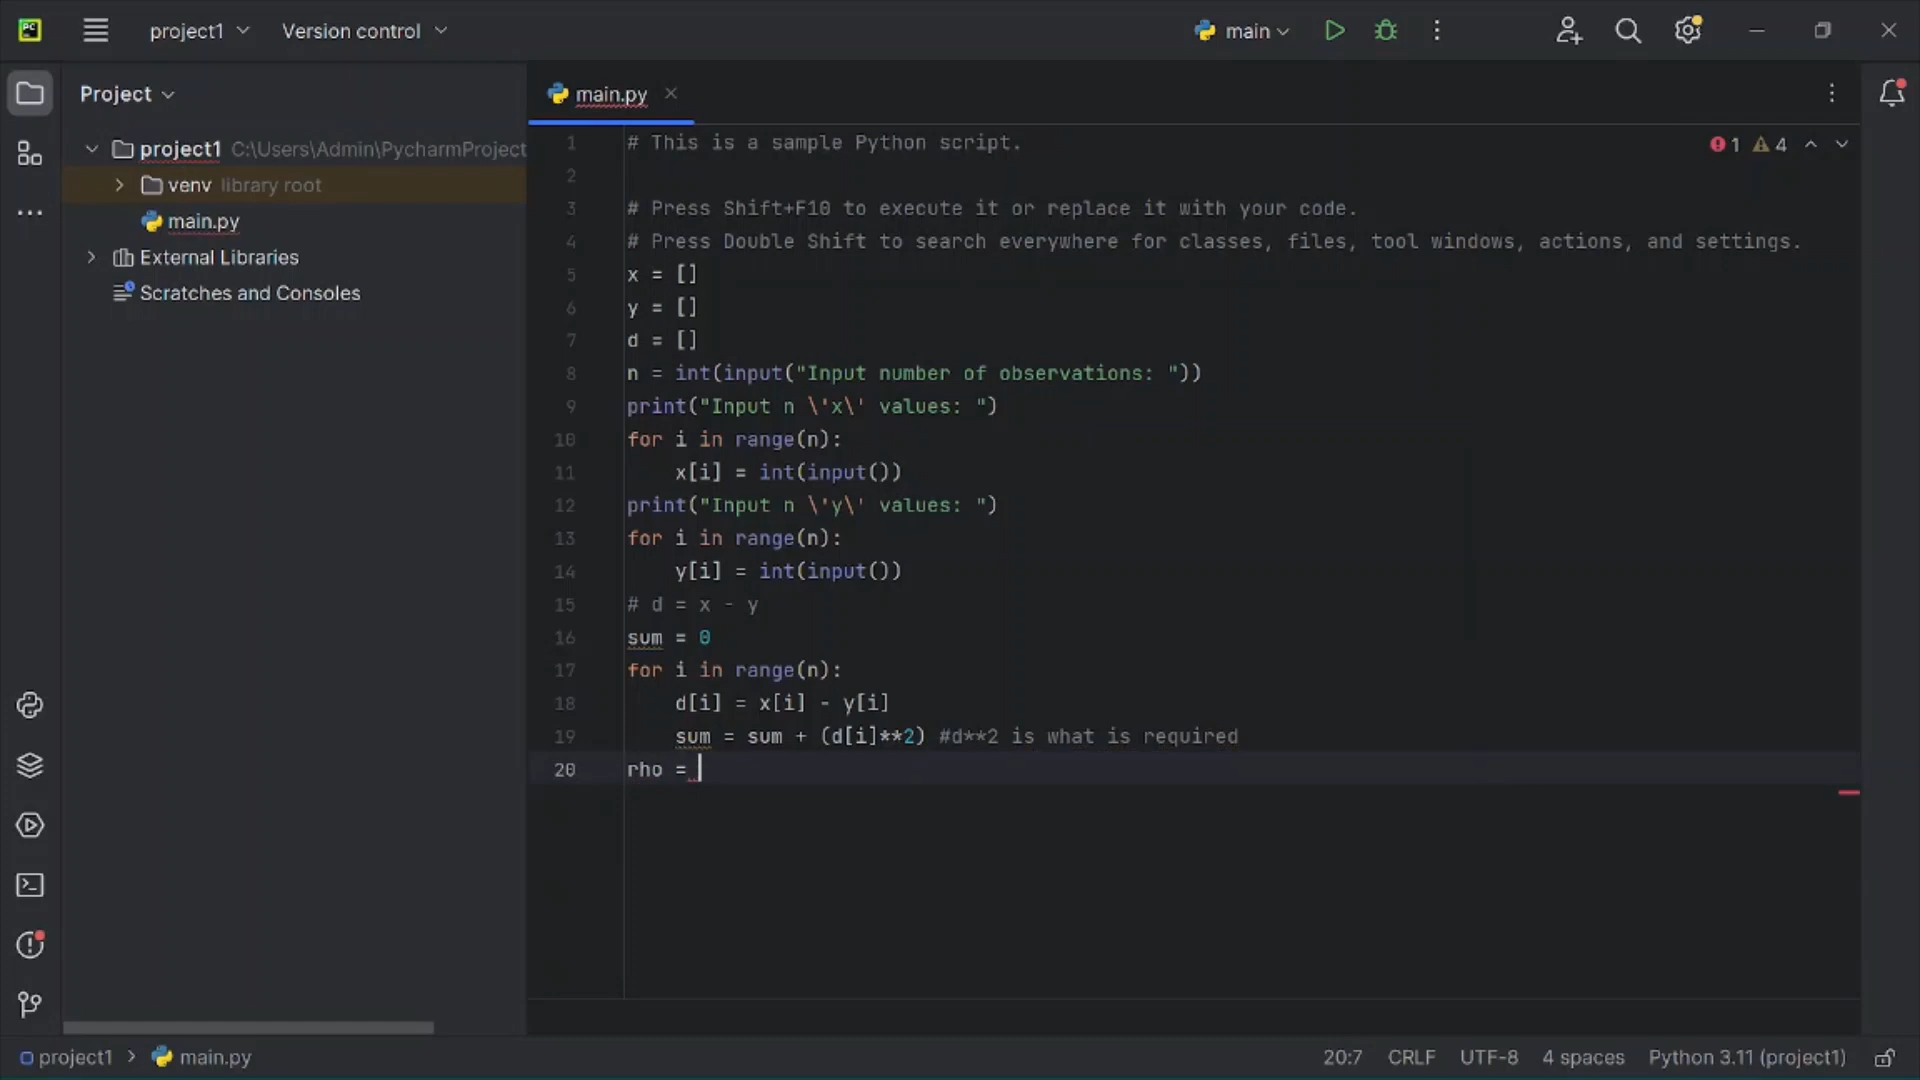 PC
project1
Version control
main
Project
main.py
project1 C:\Users\Admin\PycharmProject
venv library root
main.py
External Libraries
Scratches and Consoles
1 # This is a sample Python script.
1 4
2
3 # Press Shift+F10 to execute it or replace it with your code.
4 # Press Double Shift to search everywhere for classes, files, tool windows, actions, and settings.
5 x = []
6 y = []
7 d = []
8 n = int(input("Input number of observations: "))
9 print("Input n \'x\' values: ")
10 for i in range(n):
11     x[i] = int(input())
12 print("Input n \'y\' values: ")
13 for i in range(n):
14     y[i] = int(input())
15 # d = x - y
16 sum = 0
17 for i in range(n):
18     d[i] = x[i] - y[i]
19     sum = sum + (d[i]**2) #d**2 is what is required
20 rho =
project1 > main.py
20:7 CRLF UTF-8 4 spaces Python 3.11 (project1)